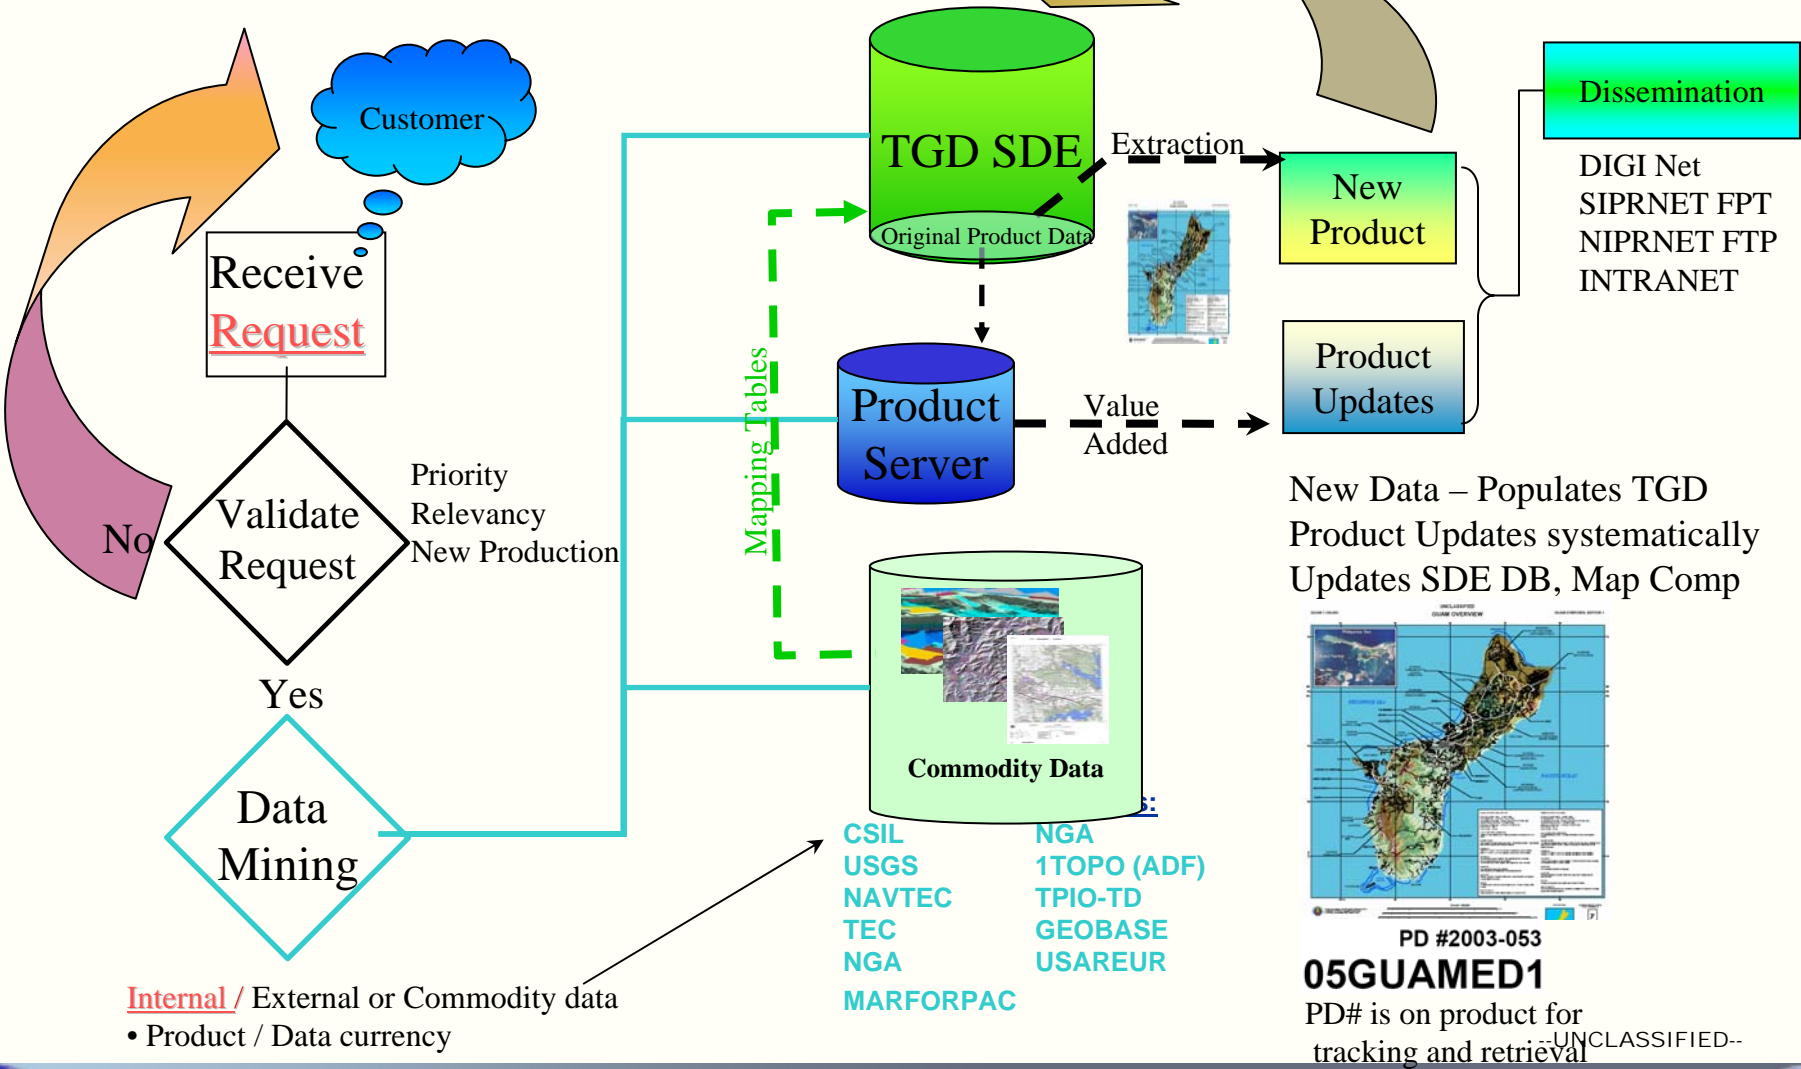 Customer
Receive
Request
Validate
Request
No
Priority
Relevancy
New Production
Yes
Data
Mining
Internal / External or Commodity data
• Product / Data currency
TGD SDE
Original Product Data
Extraction
Mapping Tables
Product
Server
Value
Added
Commodity Data
s:
CSIL
USGS
NAVTEC
TEC
NGA
MARFORPAC
NGA
1TOPO (ADF)
TPIO-TD
GEOBASE
USAREUR
New
Product
Product
Updates
Dissemination
DIGI Net
SIPRNET FPT
NIPRNET FTP
INTRANET
New Data – Populates TGD
Product Updates systematically
Updates SDE DB, Map Comp
UNCLASSIFIED
GUAM OVERVIEW
PD #2003-053
05GUAMED1
PD# is on product for
tracking and retrieval
--UNCLASSIFIED--